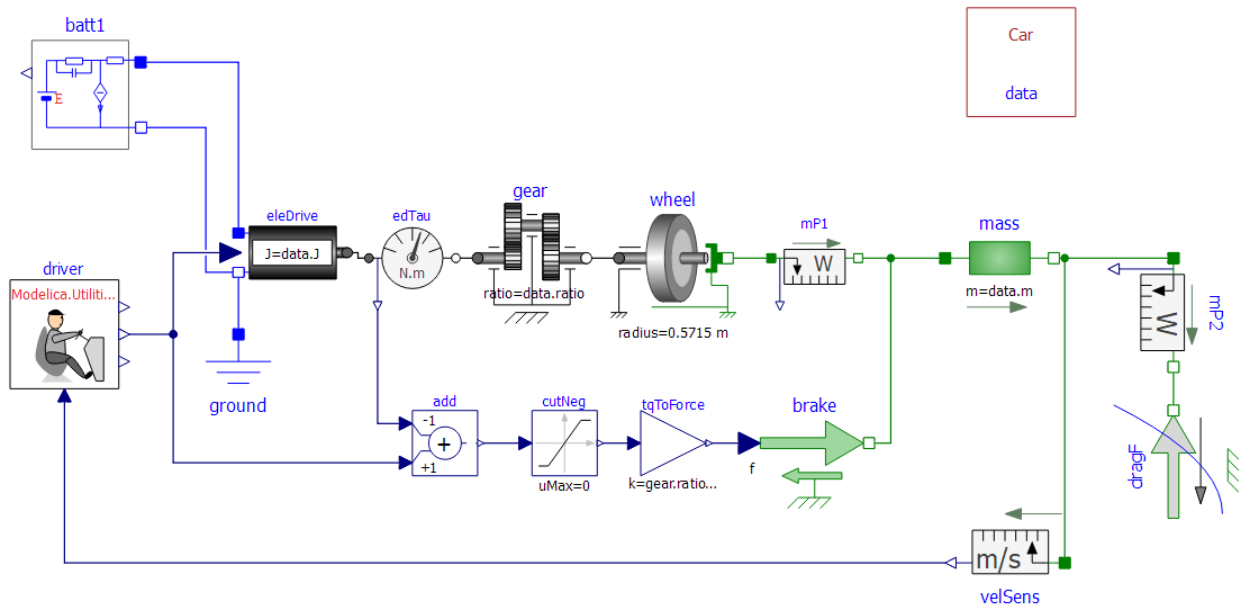 batt1
E
Car
data
gear
wheel
eleDrive
edTau
mP1
mass
J=data.J
N.m
W
driver
Modelica.Utiliti...
ratio=data.ratio
m=data.m
W
mP2
radius=0.5715 m
ground
add
cutNeg
tqToForce
brake
-1
+
+1
f
dragF
uMax=0
k=gear.ratio...
m/s
velSens